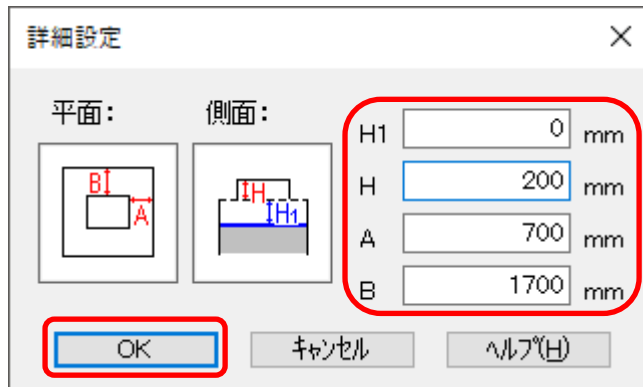 詳細設定
平面:
側面:
B
A
H
H1
H1 0 mm
H 200 mm
A 700 mm
B 1700 mm
OK
ｷｬﾝｾﾙ
ﾍﾙﾌﾟ(H)